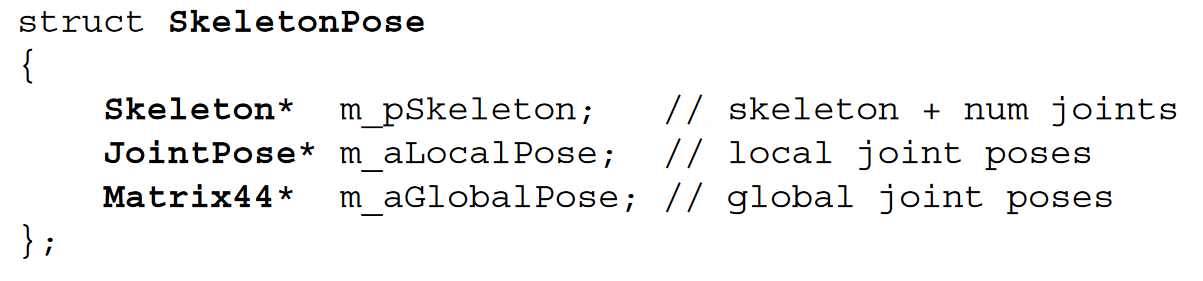 struct SkeletonPose
{
    Skeleton*  m_pSkeleton;   // skeleton + num joints
    JointPose* m_aLocalPose;  // local joint poses
    Matrix44*  m_aGlobalPose; // global joint poses
};